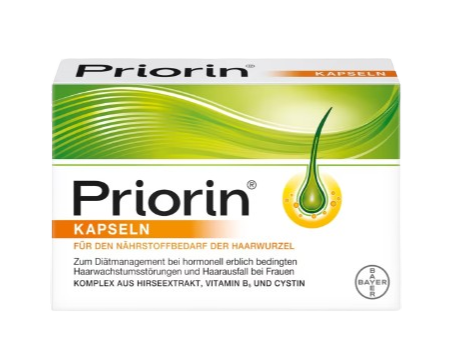 Priorin®
KAPSELN
Priorin®
KAPSELN
FÜR DEN NÄHRSTOFFBEDARF DER HAARWURZEL
Zum Diätmanagement bei hormonell erblich bedingten
Haarwachstumsstörungen und Haarausfall bei Frauen
KOMPLEX AUS HIRSEEXTRAKT, VITAMIN B₅ UND CYSTIN
BAYER
BAYER